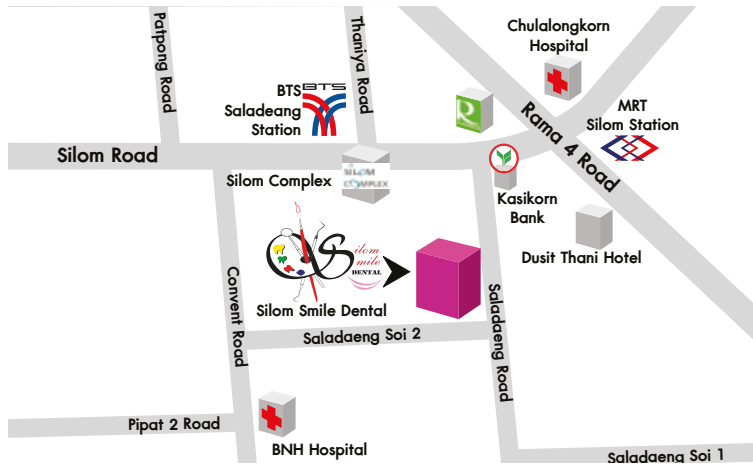 Patpong Road
Thaniya Road
Chulalongkorn
Hospital
BTS
BTS
Saladeang
Station
R
MRT
Silom Station
Rama 4 Road
Silom Road
Silom Complex
SILOM
COMPLEX
Kasikorn
Bank
Dusit Thani Hotel
Silom
Smile
DENTAL
Silom Smile Dental
Convent Road
Saladaeng Road
Saladaeng Soi 2
Pipat 2 Road
BNH Hospital
Saladaeng Soi 1